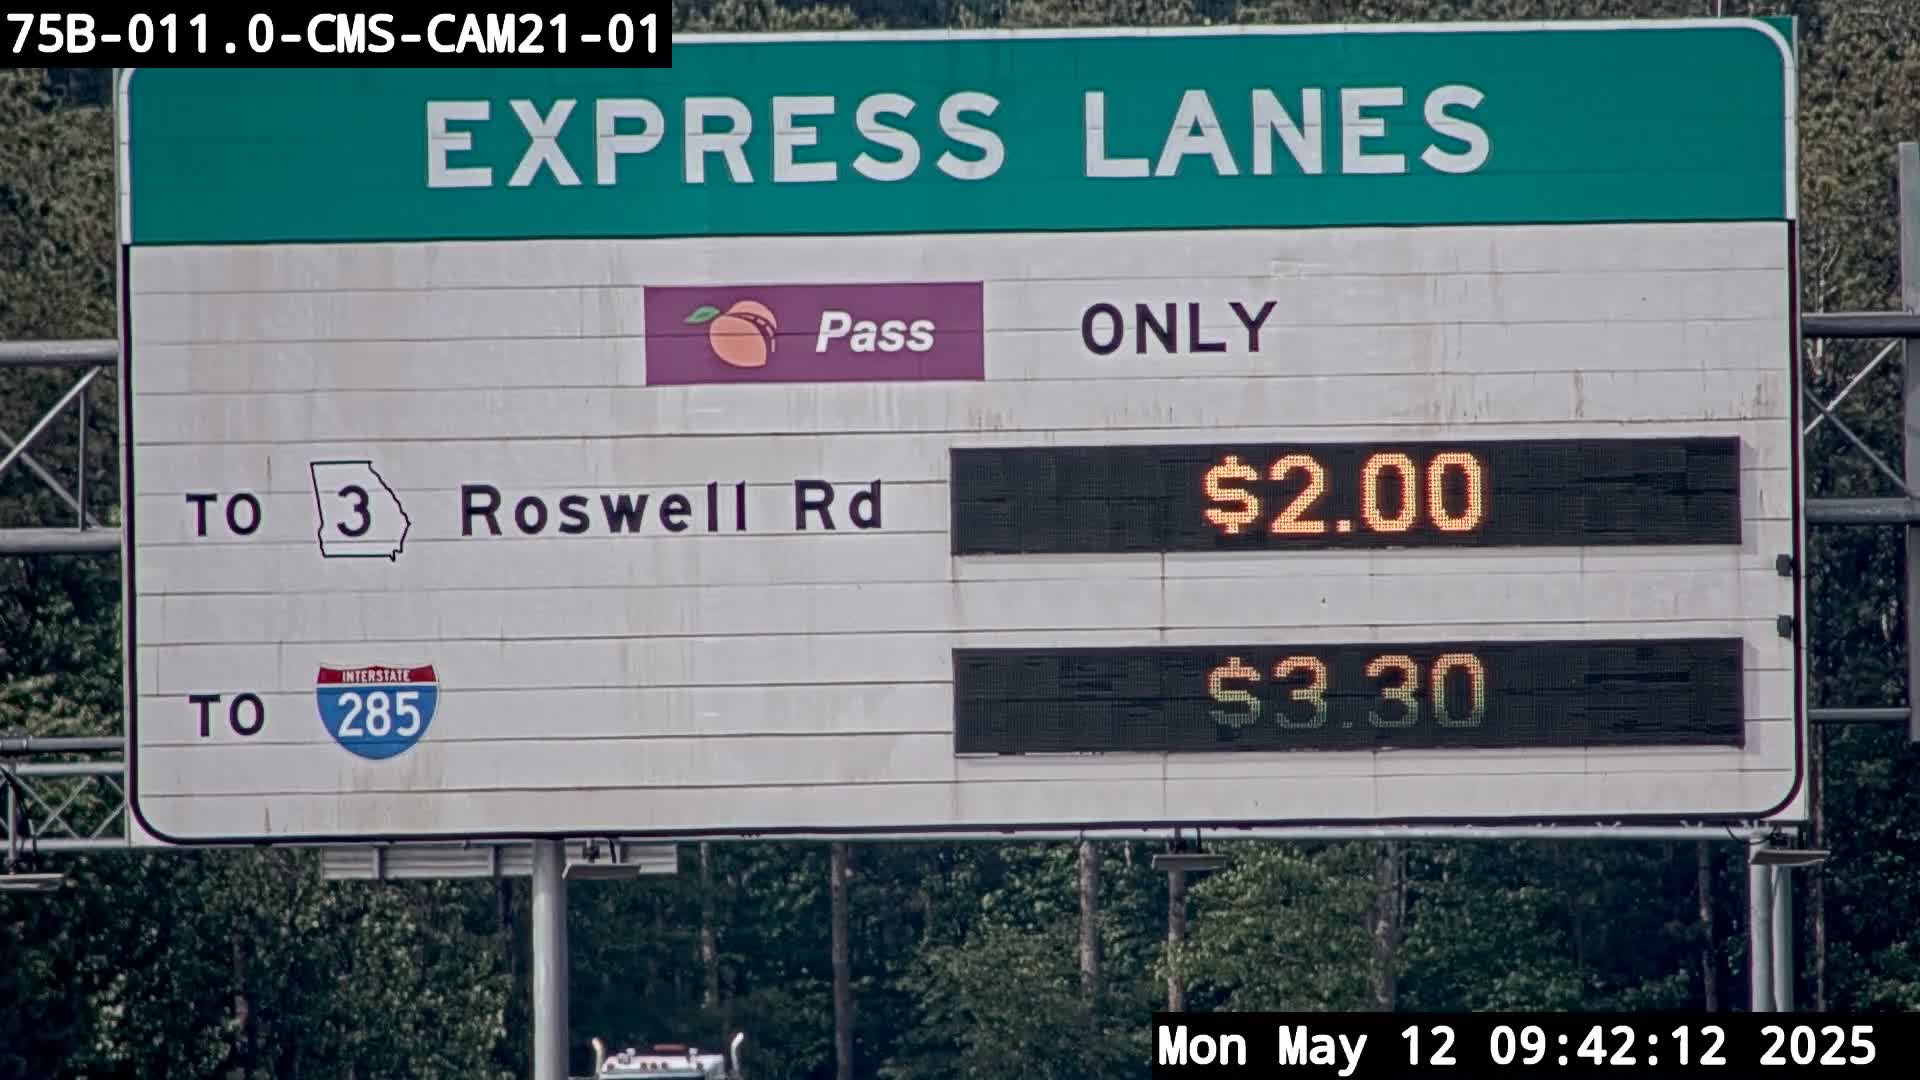 75B-011.0-CMS-CAM21-01
EXPRESS LANES
Pass ONLY
TO 3 Roswell Rd $2.00
TO INTERSTATE 285 $3.30
Mon May 12 09:42:12 2025